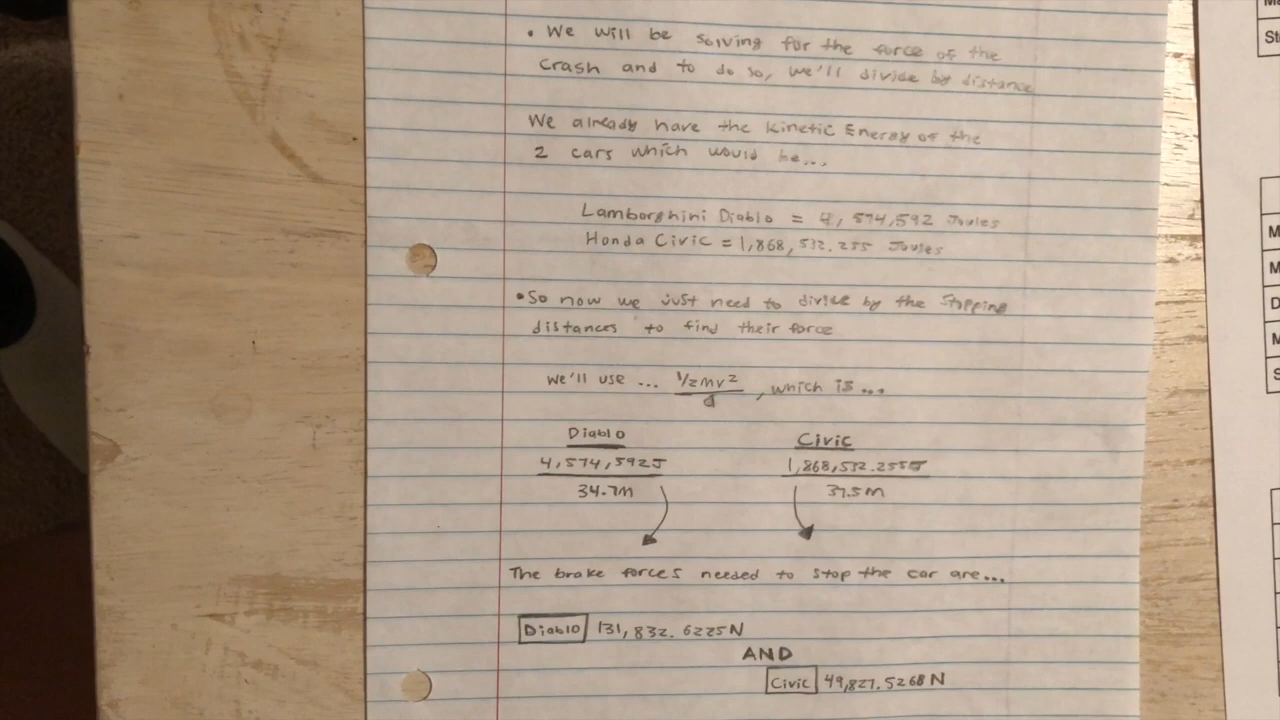 • We will be solving for the force of the
crash and to do so, we'll divide by distance
We already have the Kinetic Energy of the
2 cars which would be...
Lamborghini Diablo = 4,574,592 Joules
Honda Civic = 1,868,532.255 Joules
• So now we just need to divide by the stopping
distances to find their force
We'll use ... ½mv²/d, which is...
Diablo Civic
4,574,592J 1,868,532.255J
34.7m 37.5m
The brake forces needed to stop the car are...
Diablo 131,832.6225N
AND
Civic 49,827.5268 N
St
M
M
D
M
S